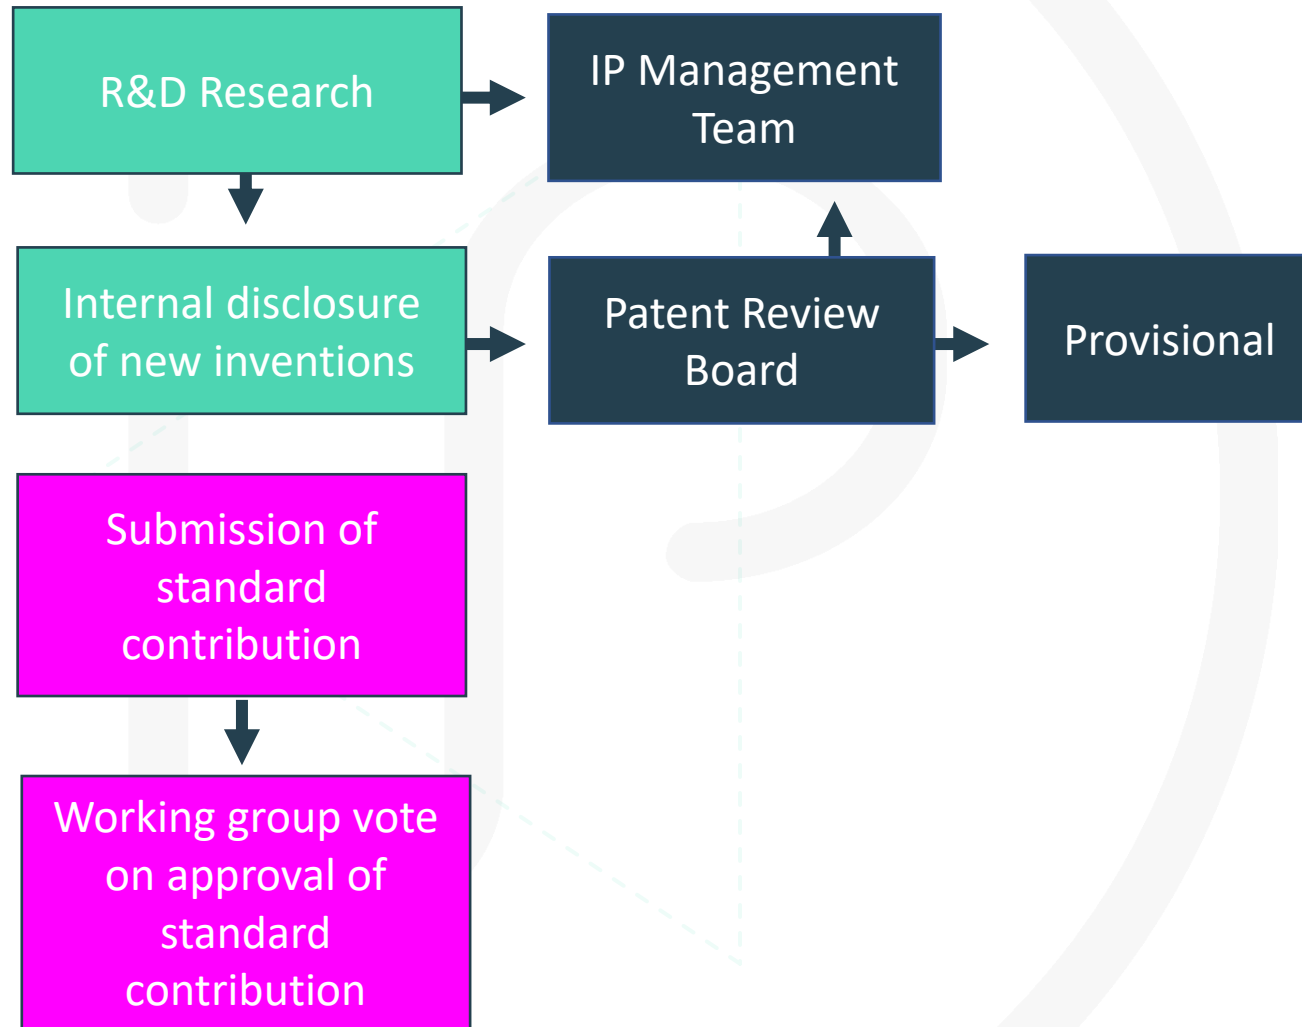 R&D Research
IP Management
Team
Internal disclosure
of new inventions
Patent Review
Board
Provisional
Submission of
standard
contribution
Working group vote
on approval of
standard
contribution